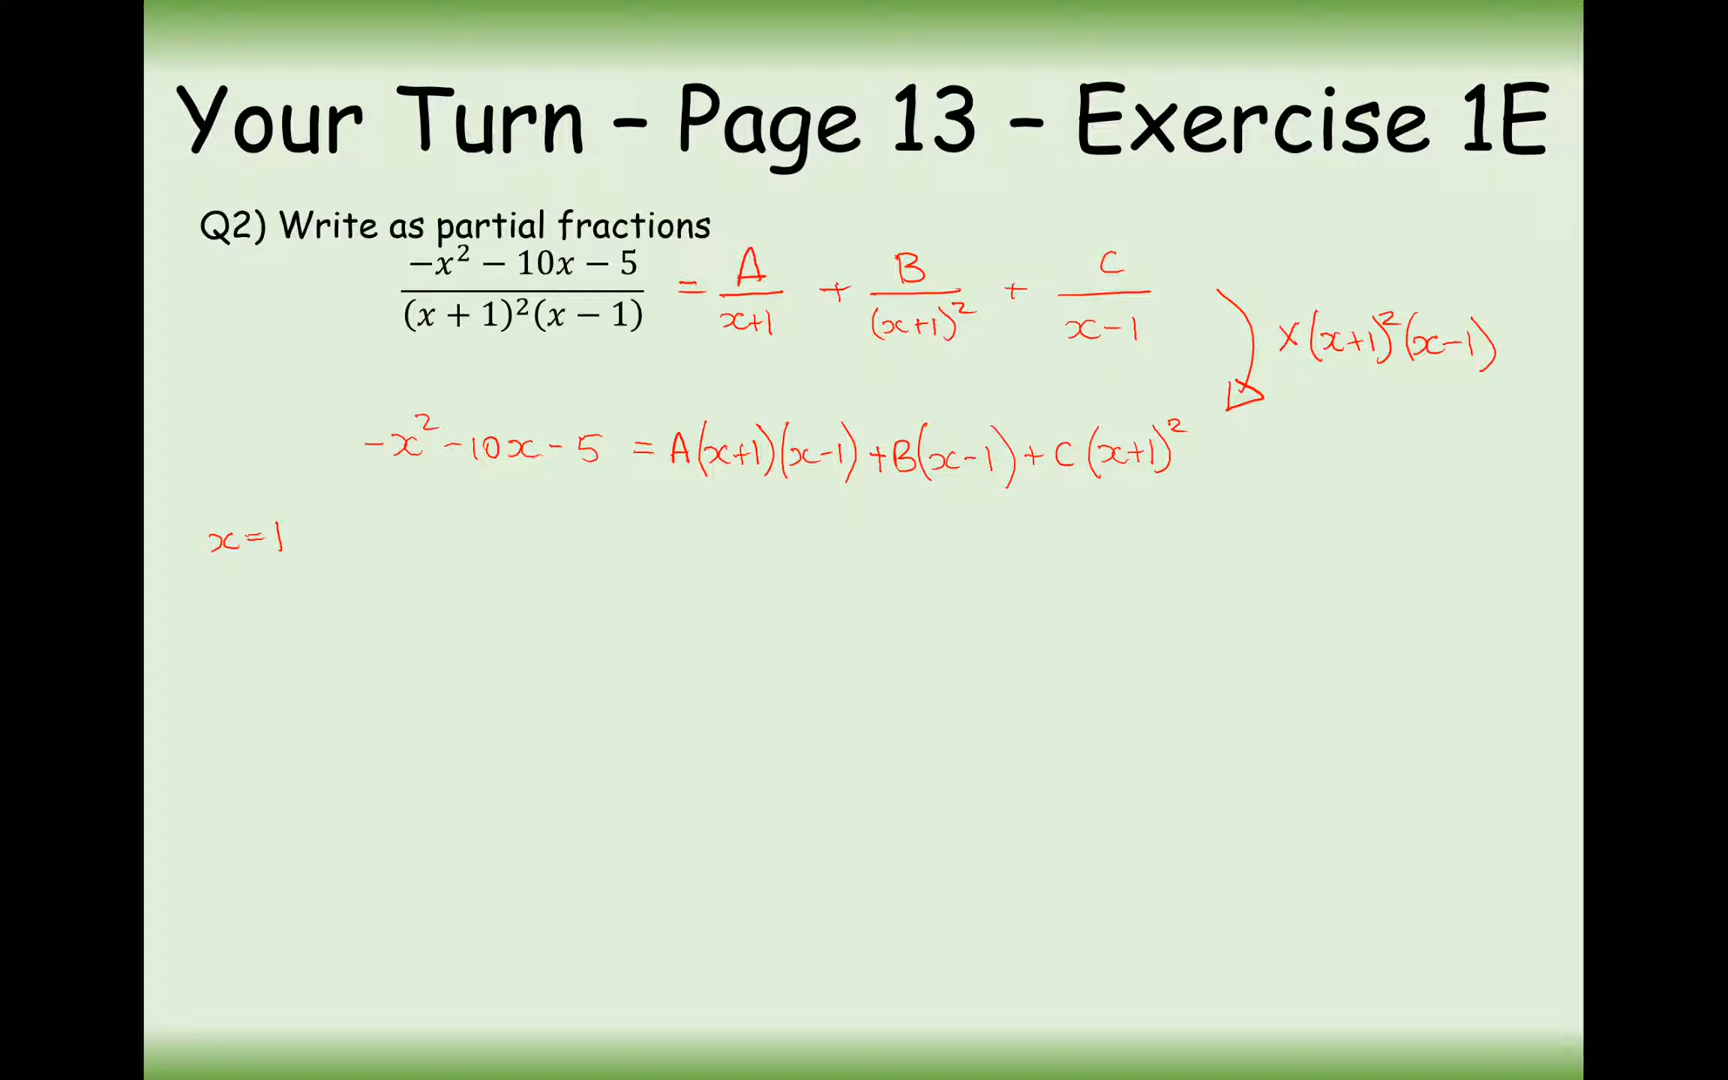 Your Turn – Page 13 – Exercise 1E
Q2) Write as partial fractions
(−x² − 10x − 5)/((x + 1)²(x − 1)) = A/(x+1) + B/(x+1)² + C/(x−1) ×(x+1)²(x−1)
−x² −10x − 5 = A(x+1)(x−1) + B(x−1) + C(x+1)²
x=1